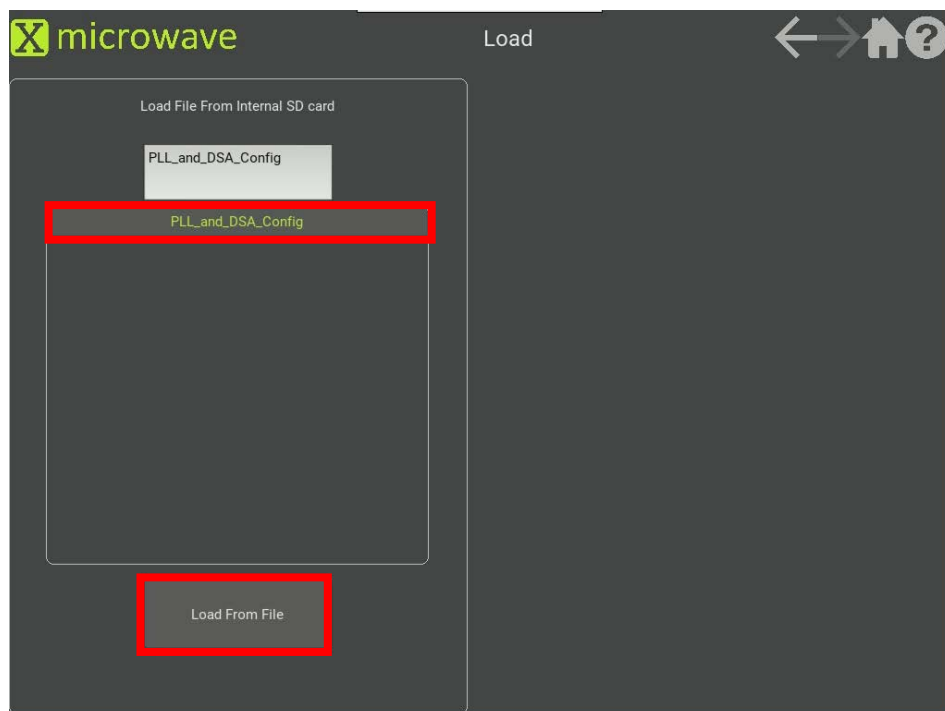 X microwave
Load
?
Load File From Internal SD card
PLL_and_DSA_Config
PLL_and_DSA_Config
Load From File